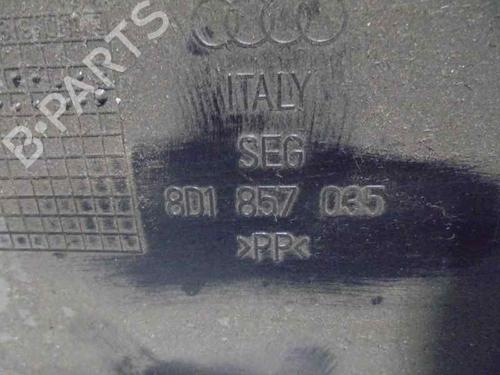 B-PARTS
ITALY
SEG
8D1 857 035
>PP<